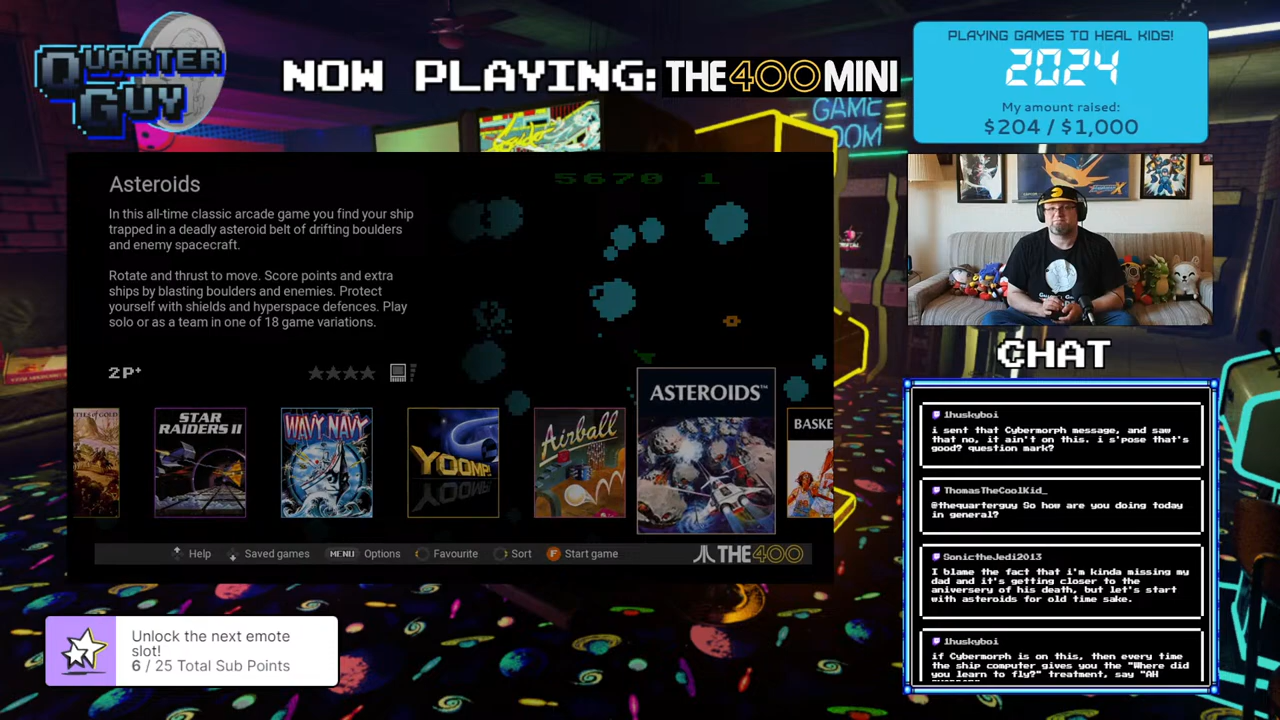 QUARTER
GUY
NOW PLAYING: THE400MINI
PLAYING GAMES TO HEAL KIDS!
2024
My amount raised:
$204 / $1,000
GAME
ROOM
Asteroids
In this all-time classic arcade game you find your ship
trapped in a deadly asteroid belt of drifting boulders
and enemy spacecraft.
Rotate and thrust to move. Score points and extra
ships by blasting boulders and enemies. Protect
yourself with shields and hyperspace defences. Play
solo or as a team in one of 18 game variations.
5670 1
2P+
STAR
RAIDERS II
WAVY NAVY
YOOMP!
Airball
ASTEROIDS™
BASKE
Help
Saved games
MENU Options
Favourite
Sort
F Start game
THE400
Unlock the next emote
slot!
6 / 25 Total Sub Points
CHAT
1huskyboi
i sent that Cybermorph message, and saw
that no, it ain't on this. i s'pose that's
good? question mark?
ThomasTheCoolKid_
@thequarterguy So how are you doing today
in general?
SonictheJedi2013
I blame the fact that i'm kinda missing my
dad and it's getting closer to the
aniversery of his death, but let's start
with asteroids for old time sake.
1huskyboi
if Cybermorph is on this, then every time
the ship computer gives you the "Where did
you learn to fly?" treatment, say "AH